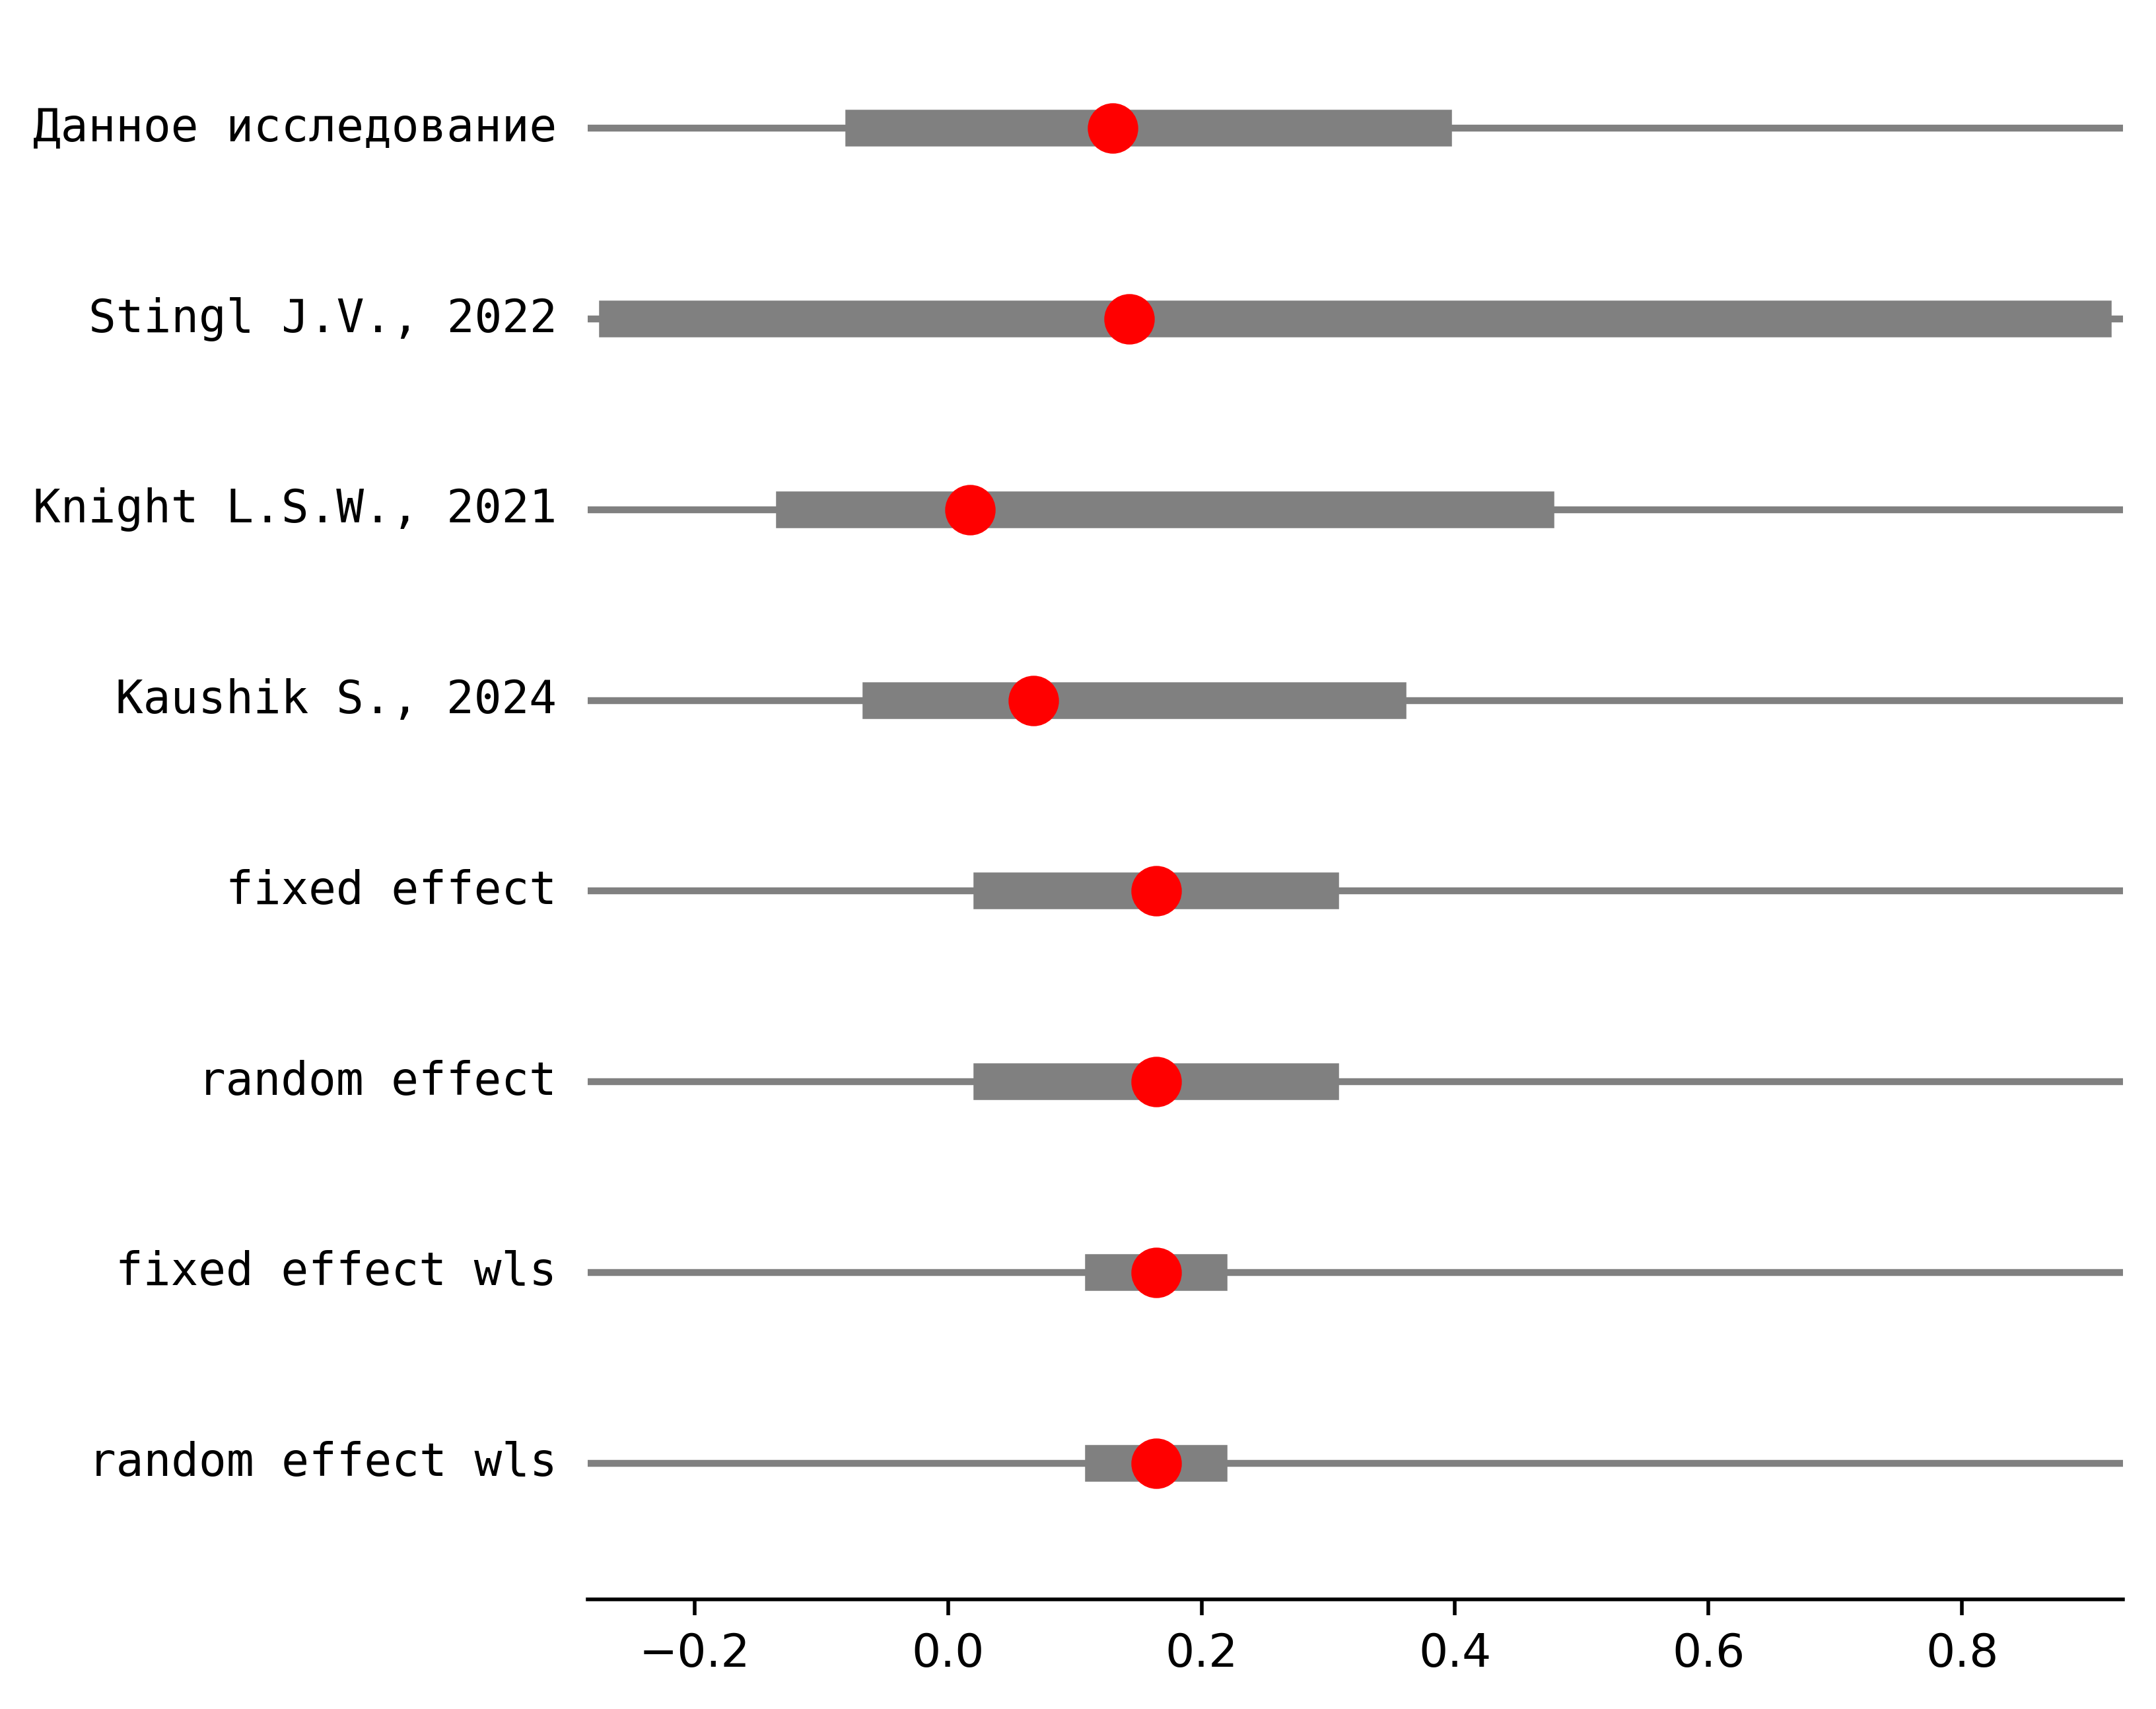 Данное исследование
Stingl J.V., 2022
Knight L.S.W., 2021
Kaushik S., 2024
fixed effect
random effect
fixed effect wls
random effect wls
−0.2 0.0 0.2 0.4 0.6 0.8